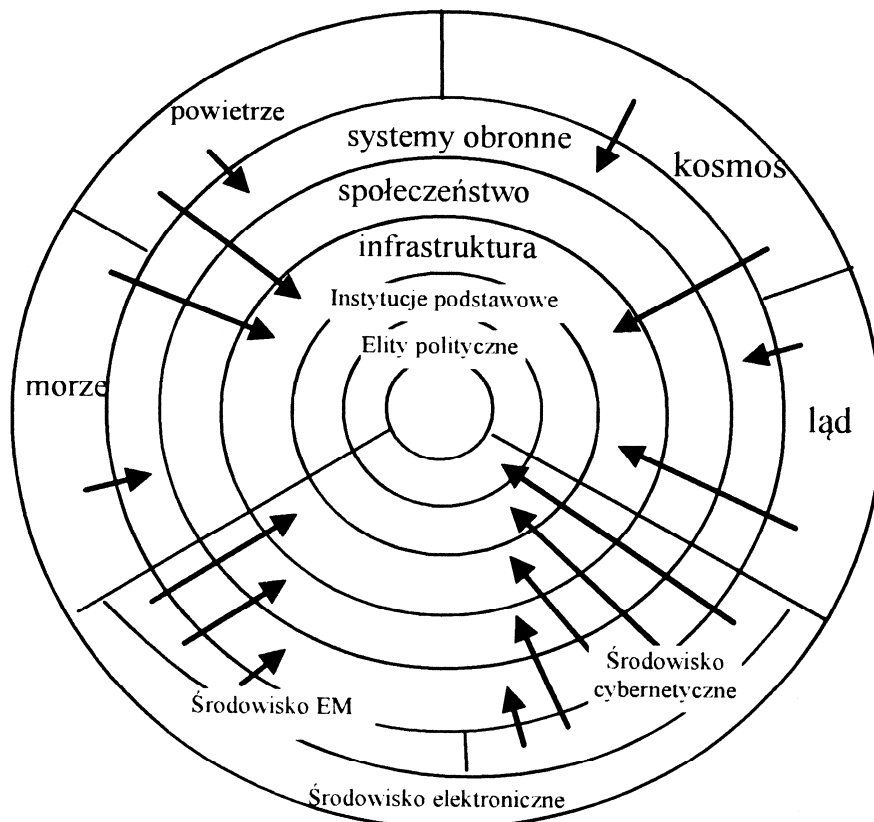 powietrze
systemy obronne
kosmos
społeczeństwo
infrastruktura
Instytucje podstawowe
Elity polityczne
morze
ląd
Środowisko
cybernetyczne
Środowisko EM
Środowisko elektroniczne